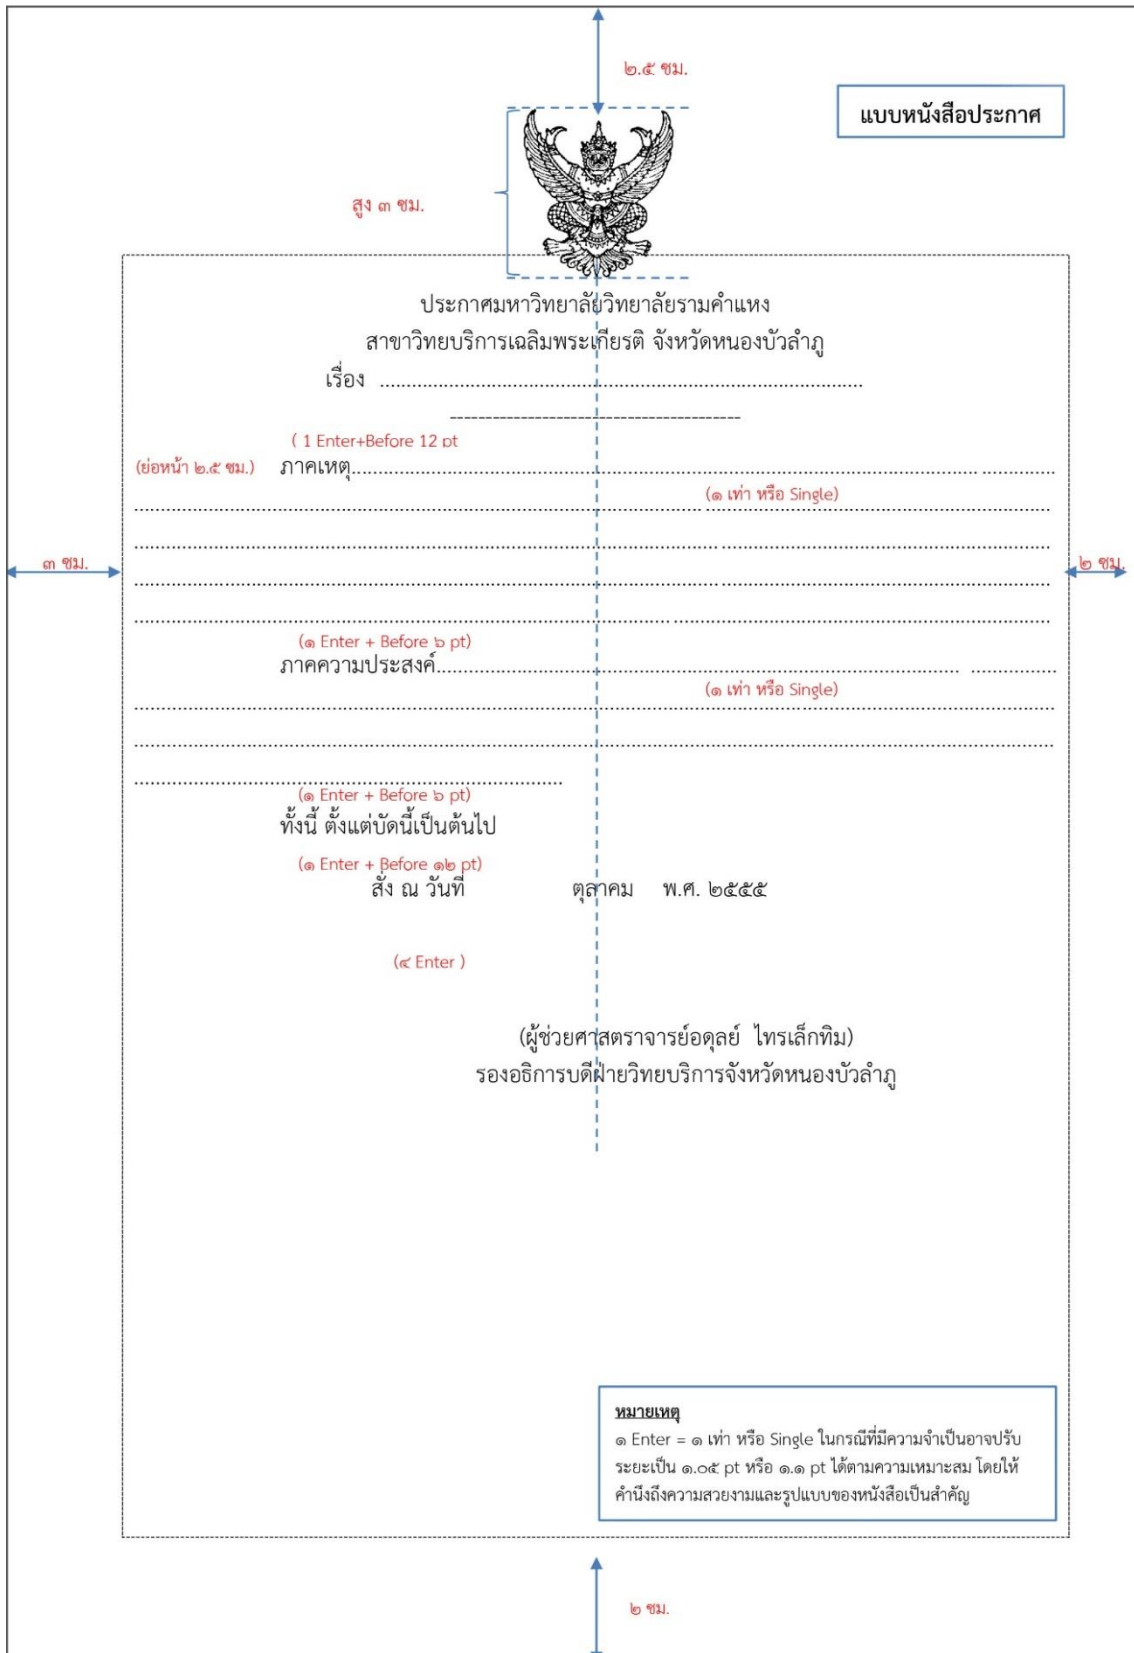 ๒.๕ ซม.
แบบหนังสือประกาศ
สูง ๓ ซม.
ประกาศมหาวิทยาลัยวิทยาลัยรามคำแหง
สาขาวิทยบริการเฉลิมพระเกียรติ จังหวัดหนองบัวลำภู
เรื่อง ..........................................................................................
-----------------------------------------
( 1 Enter+Before 12 pt
(ย่อหน้า ๒.๕ ซม.) ภาคเหตุ..........................................................................................
(๑ เท่า หรือ Single)
..........................................................................................
..........................................................................................
๓ ซม.
๒ ซม.
..........................................................................................
..........................................................................................
(๑ Enter + Before ๖ pt)
ภาคความประสงค์..........................................................................................
(๑ เท่า หรือ Single)
..........................................................................................
..........................................................................................
..........................................................................................
(๑ Enter + Before ๖ pt)
ทั้งนี้ ตั้งแต่บัดนี้เป็นต้นไป
(๑ Enter + Before ๑๒ pt)
สั่ง ณ วันที่ ตุลาคม พ.ศ. ๒๕๕๕
(๔ Enter )
(ผู้ช่วยศาสตราจารย์อดุลย์ ไทรเล็กทิม)
รองอธิการบดีฝ่ายวิทยบริการจังหวัดหนองบัวลำภู
หมายเหตุ
๑ Enter = ๑ เท่า หรือ Single ในกรณีที่มีความจำเป็นอาจปรับ
ระยะเป็น ๑.๐๕ pt หรือ ๑.๑ pt ได้ตามความเหมาะสม โดยให้
คำนึงถึงความสวยงามและรูปแบบของหนังสือเป็นสำคัญ
๒ ซม.